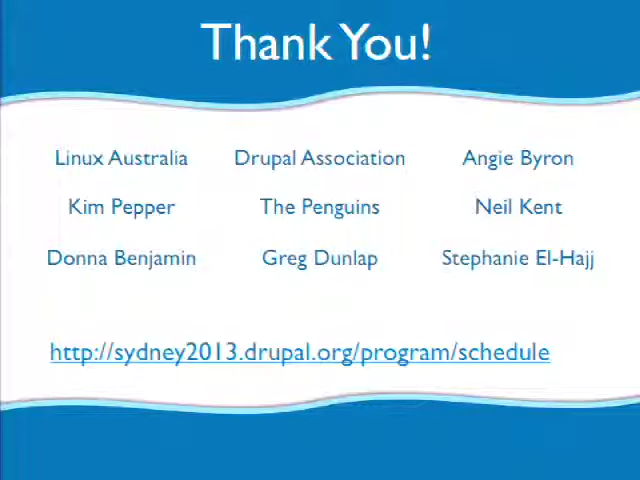 Thank You!
Linux Australia Drupal Association Angie Byron
Kim Pepper The Penguins Neil Kent
Donna Benjamin Greg Dunlap Stephanie El-Hajj
http://sydney2013.drupal.org/program/schedule